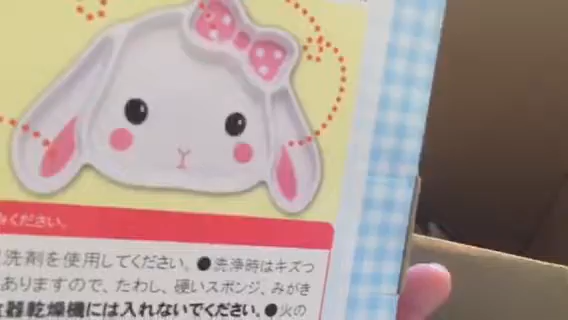 みください。
洗剤を使用してください。●洗浄時はキズつ
ありますので、たわし、硬いスポンジ、みがき
器乾燥機には入れないでください。●火の